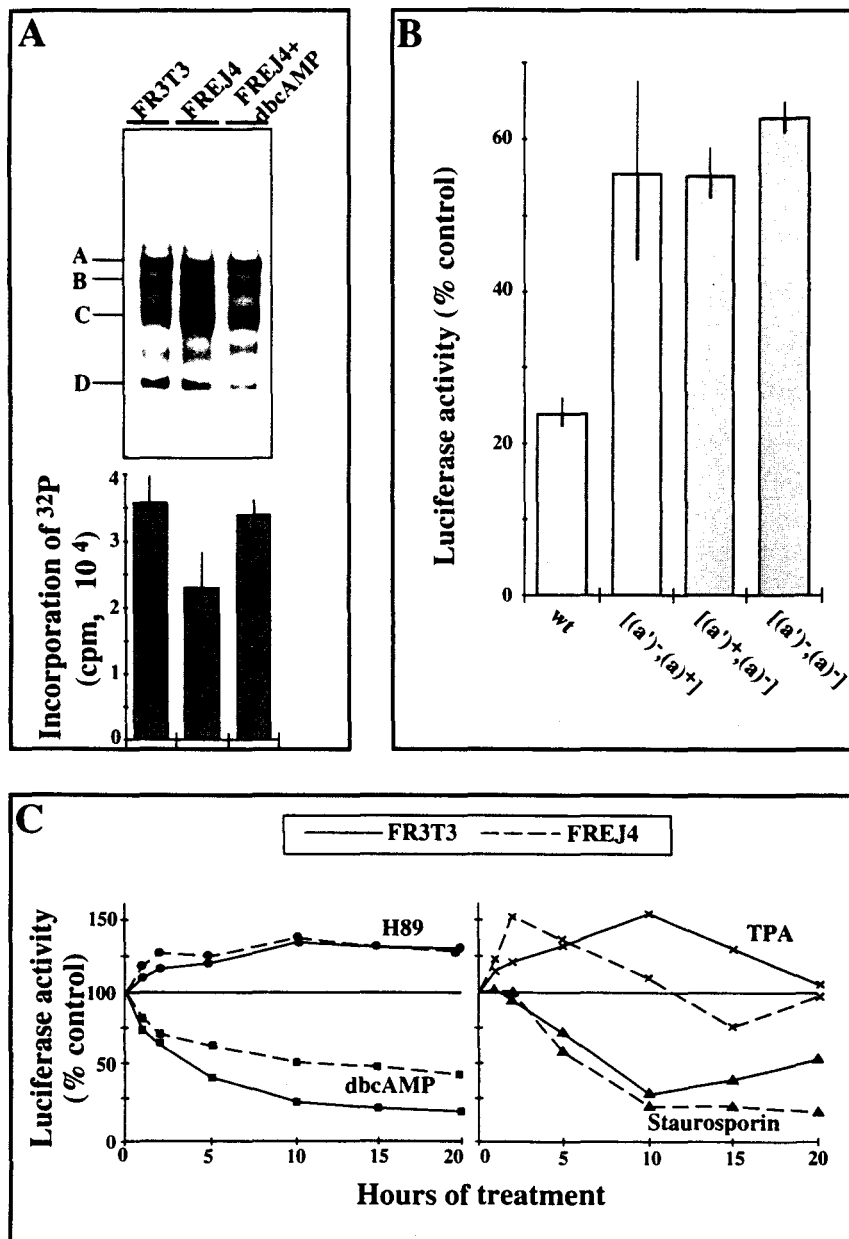 A
FR3T3
FREJ4
FREJ4+
dbcAMP
A
B
C
D
Incorporation of ³²P
(cpm, 10 ⁴)
4
3
2
1
0
B
Luciferase activity (% control)
60
40
20
0
wt
[(a')⁻,(a)⁺]
[(a')⁺,(a)⁻]
[(a')⁻,(a)⁻]
C
FR3T3
FREJ4
Luciferase activity
(% control)
150
100
50
0
H89
dbcAMP
TPA
Staurosporin
0 5 10 15 20
0 5 10 15 20
Hours of treatment